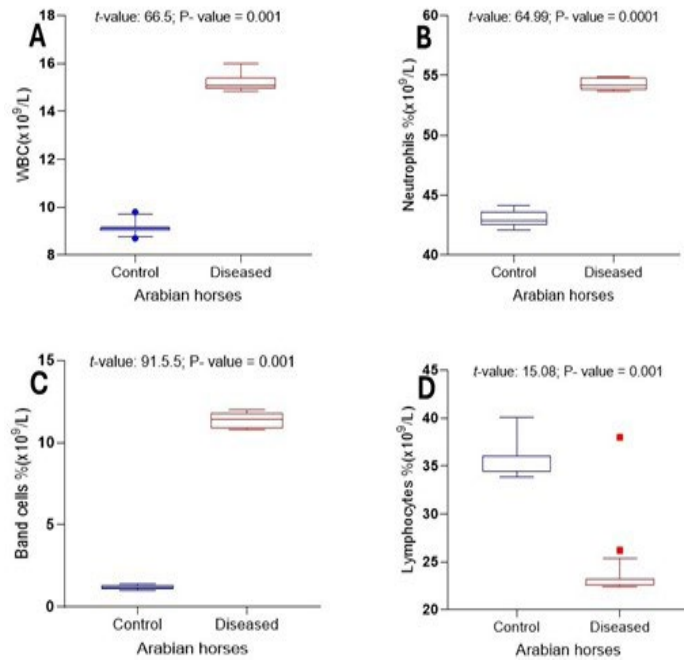 A
t-value: 66.5; P- value = 0.001
WBC(x10⁹/L)
18
16
14
12
10
8
Control Diseased
Arabian horses
B
t-value: 64.99; P- value = 0.0001
Neutrophils %(x10⁹/L)
60
55
50
45
40
Control Diseased
Arabian horses
C
t-value: 91.5.5; P- value = 0.001
Band cells %(x10⁹/L)
15
10
5
0
Control Diseased
Arabian horses
D
t-value: 15.08; P- value = 0.001
Lymphocytes %(x10⁹/L)
45
40
35
30
25
20
Control Diseased
Arabian horses